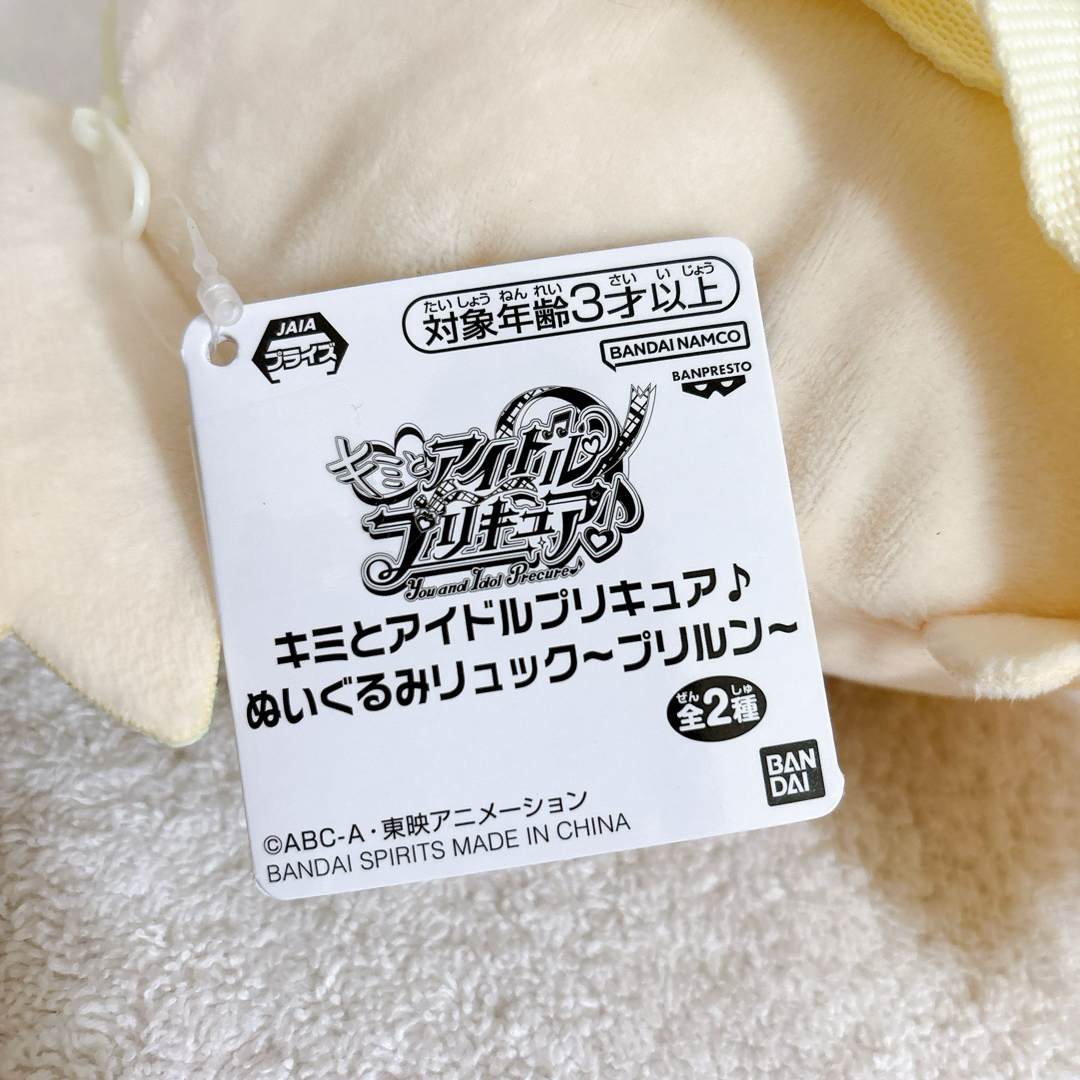 JAIA
プライズ
たいしょう ねんれい さい いじょう
対象年齢3才以上
BANDAI NAMCO
BANPRESTO
キミとアイドル
プリキュア♪
You and Idol Precure♪
キミとアイドルプリキュア♪
ぬいぐるみリュック~プリルン~
ぜん しゅ
全2種
BAN
DAI
©ABC-A・東映アニメーション
BANDAI SPIRITS MADE IN CHINA